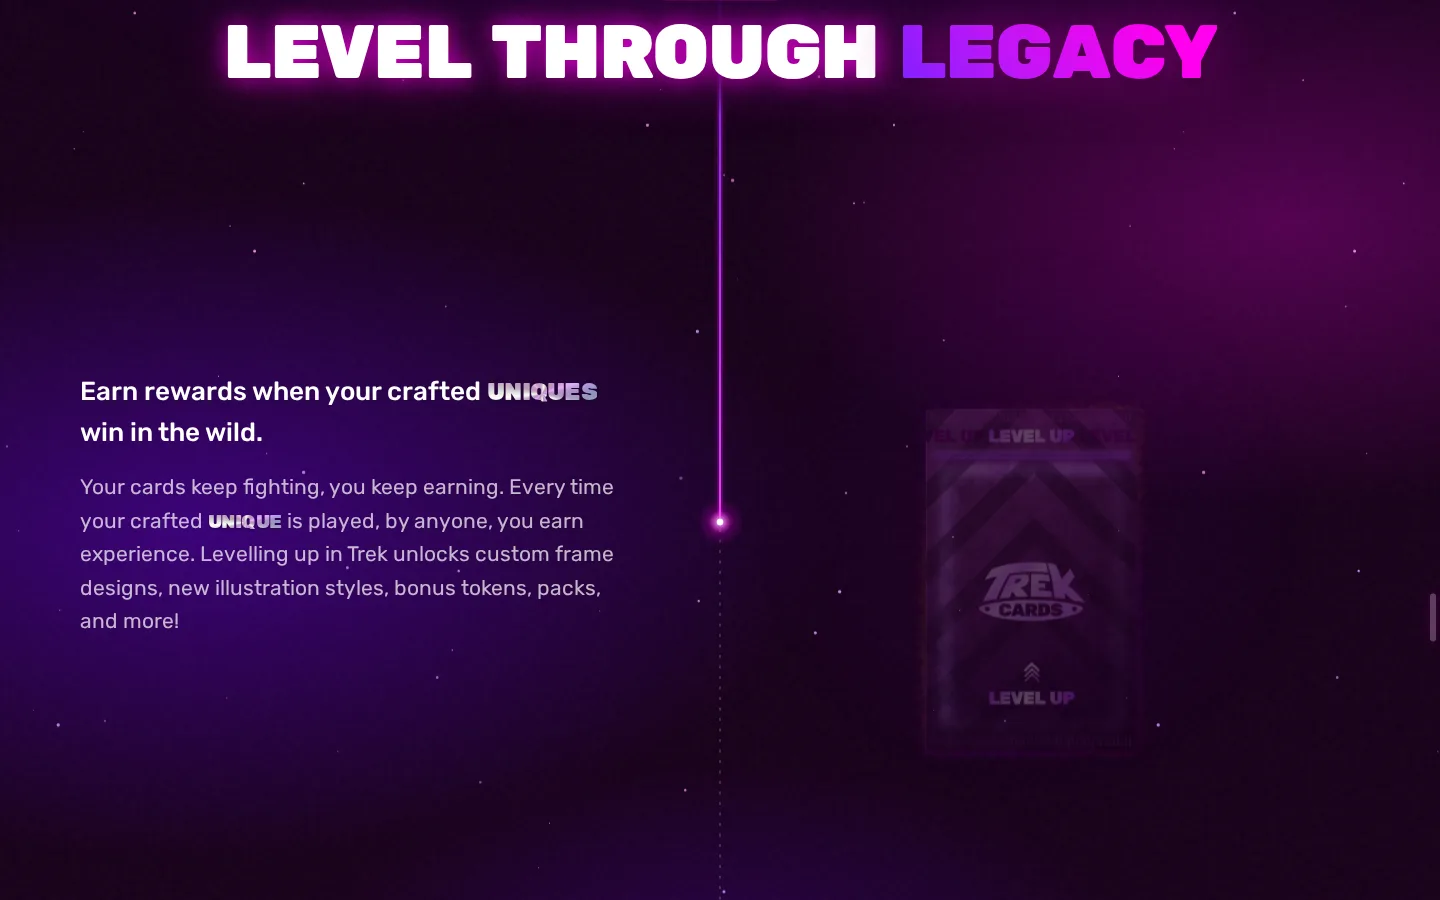 LEVEL THROUGH LEGACY
Earn rewards when your crafted UNIQUES
win in the wild.
Your cards keep fighting, you keep earning. Every time
your crafted UNIQUE is played, by anyone, you earn
experience. Levelling up in Trek unlocks custom frame
designs, new illustration styles, bonus tokens, packs,
and more!
LEVEL UP
TREK
CARDS
LEVEL UP